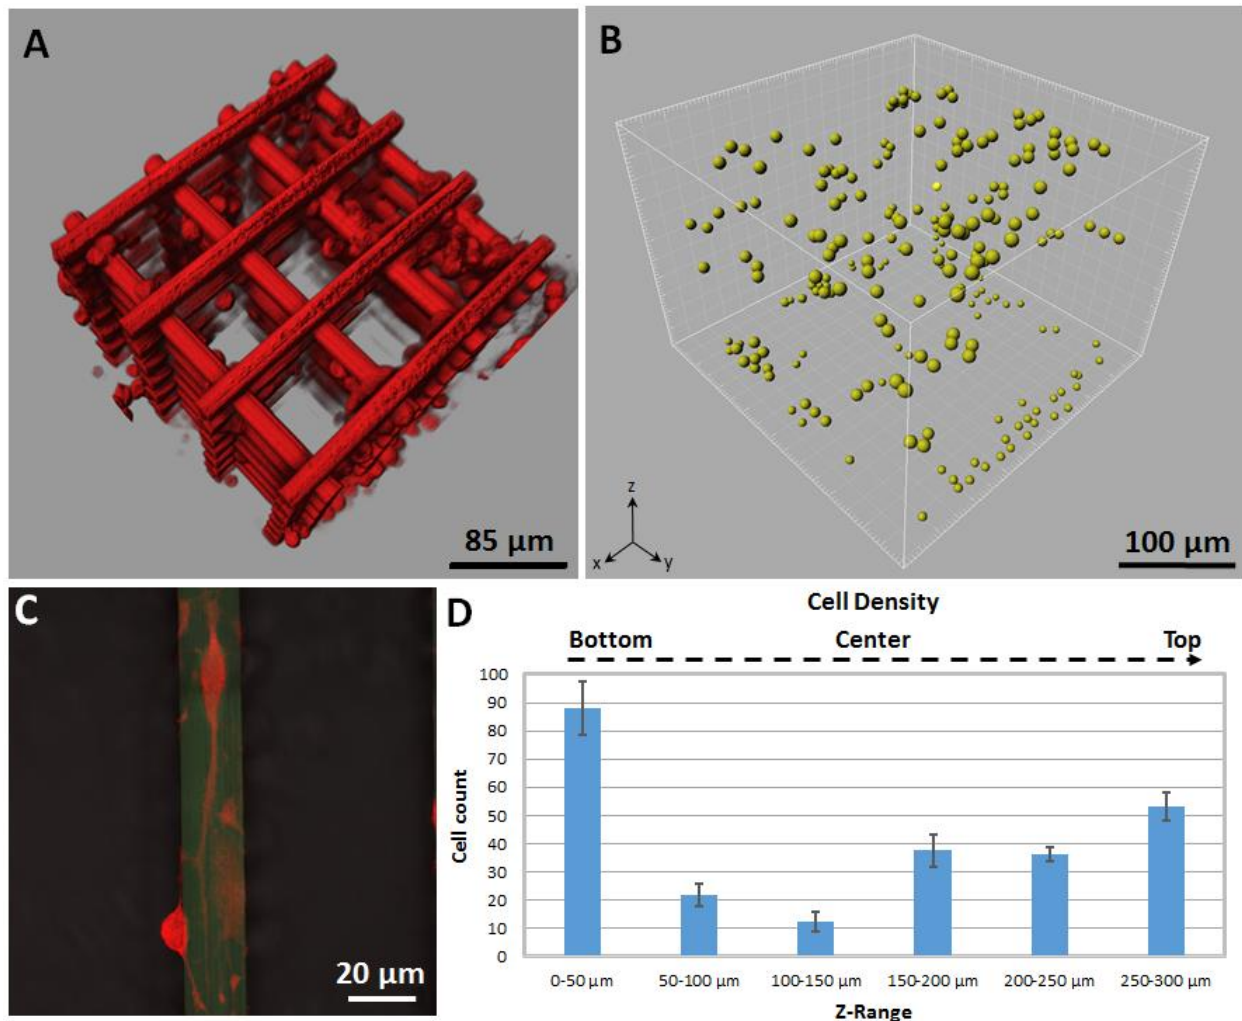 A
85 µm
B
z
x
y
100 µm
C
20 µm
D
Cell Density
Bottom Center Top
Cell count
100
90
80
70
60
50
40
30
20
10
0
0-50 µm 50-100 µm 100-150 µm 150-200 µm 200-250 µm 250-300 µm
Z-Range